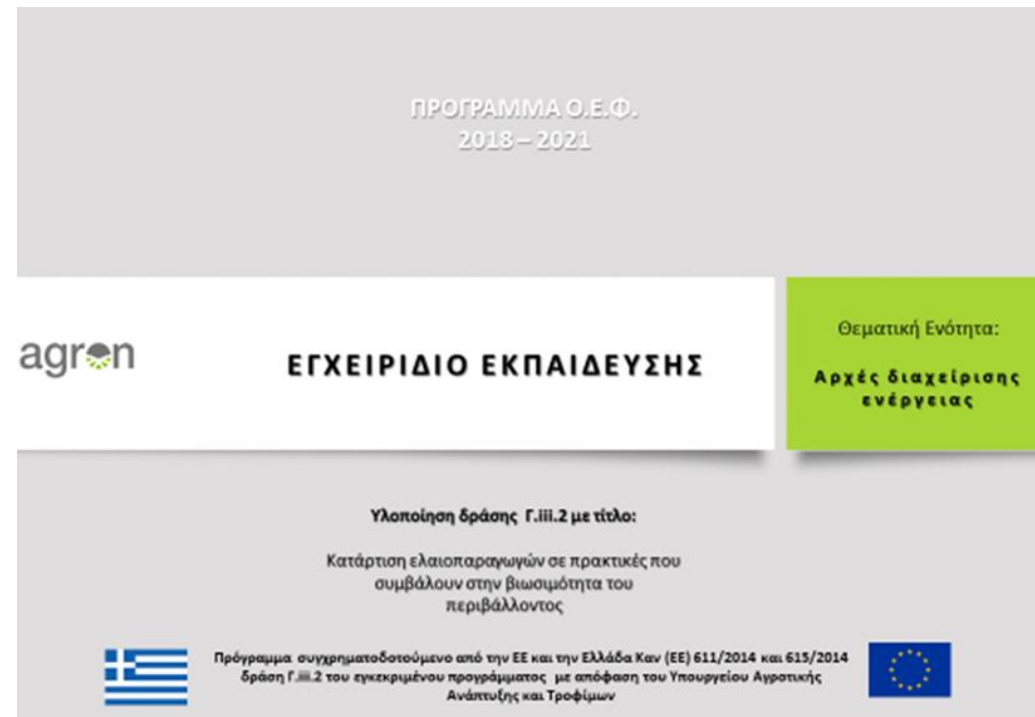 ΠΡΟΓΡΑΜΜΑ Ο.Ε.Φ.
2018 – 2021
agron
ΕΓΧΕΙΡΙΔΙΟ ΕΚΠΑΙΔΕΥΣΗΣ
Θεματική Ενότητα:
Αρχές διαχείρισης
ενέργειας
Υλοποίηση δράσης Γ.iii.2 με τίτλο:
Κατάρτιση ελαιοπαραγωγών σε πρακτικές που
συμβάλουν στην βιωσιμότητα του
περιβάλλοντος
Πρόγραμμα συγχρηματοδοτούμενο από την ΕΕ και την Ελλάδα Καν (ΕΕ) 611/2014 και 615/2014
δράση Γ.iii.2 του εγκεκριμένου προγράμματος με απόφαση του Υπουργείου Αγροτικής
Ανάπτυξης και Τροφίμων